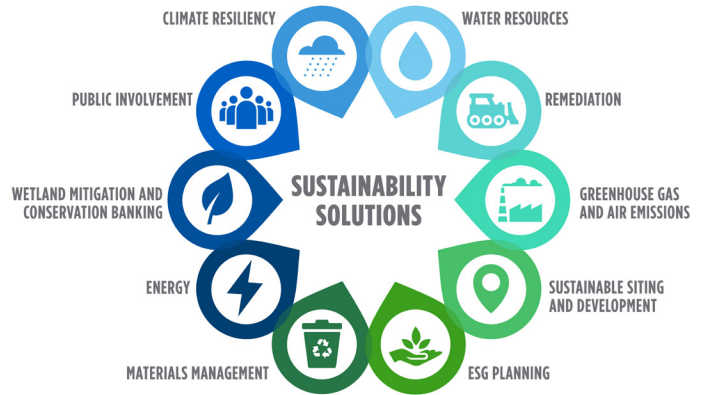 CLIMATE RESILIENCY
WATER RESOURCES
PUBLIC INVOLVEMENT
REMEDIATION
SUSTAINABILITY
SOLUTIONS
WETLAND MITIGATION AND
CONSERVATION BANKING
GREENHOUSE GAS
AND AIR EMISSIONS
ENERGY
SUSTAINABLE SITING
AND DEVELOPMENT
MATERIALS MANAGEMENT
ESG PLANNING